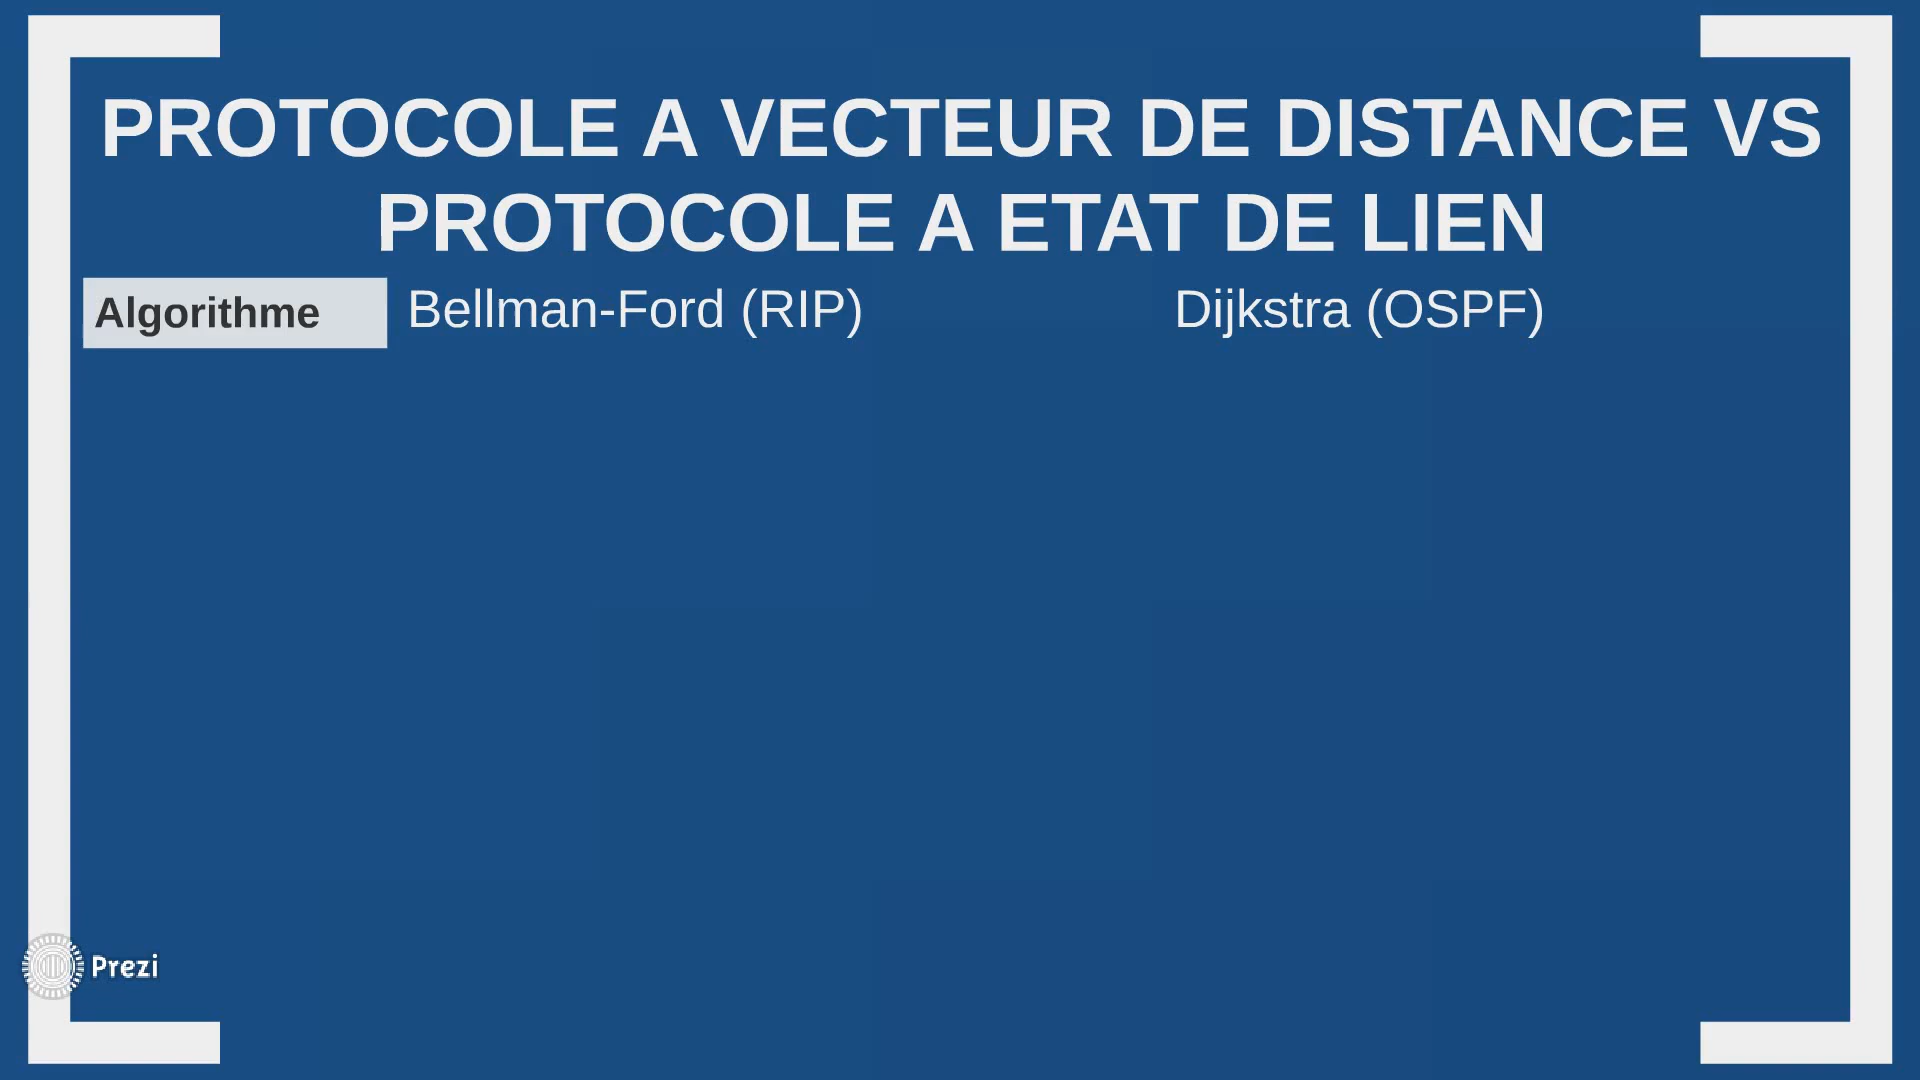 PROTOCOLE A VECTEUR DE DISTANCE VS
PROTOCOLE A ETAT DE LIEN
Algorithme Bellman-Ford (RIP) Dijkstra (OSPF)
Prezi